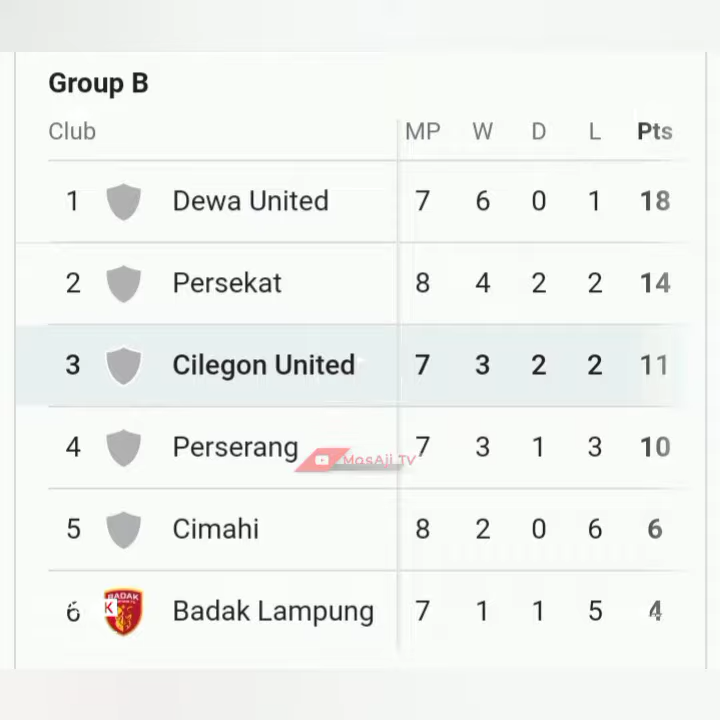 Group B
Club MP W D L Pts
1 Dewa United 7 6 0 1 18
2 Persekat 8 4 2 2 14
3 Cilegon United 7 3 2 2 11
4 Perserang 7 3 1 3 10
MasAji TV
5 Cimahi 8 2 0 6 6
BADAK
K
6 Badak Lampung 7 1 1 5 4